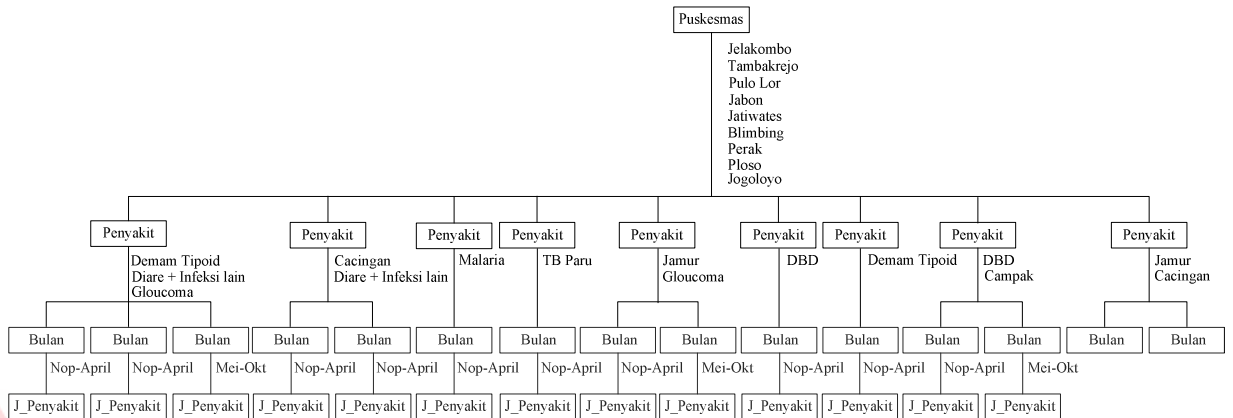 Puskesmas
Jelakombo
Tambakrejo
Pulo Lor
Jabon
Jatiwates
Blimbing
Perak
Ploso
Jogoloyo
Penyakit Penyakit Penyakit Penyakit Penyakit Penyakit Penyakit Penyakit Penyakit
Demam Tipoid Cacingan Malaria TB Paru Jamur DBD Demam Tipoid DBD Jamur
Diare + Infeksi lain Diare + Infeksi lain Gloucoma Campak Cacingan
Gloucoma
Bulan Bulan Bulan Bulan Bulan Bulan Bulan Bulan Bulan Bulan Bulan Bulan Bulan Bulan Bulan
Nop-April Nop-April Mei-Okt Nop-April Nop-April Nop-April Nop-April Nop-April Mei-Okt Nop-April Nop-April Nop-April Mei-Okt
J_Penyakit J_Penyakit J_Penyakit J_Penyakit J_Penyakit J_Penyakit J_Penyakit J_Penyakit J_Penyakit J_Penyakit J_Penyakit J_Penyakit J_Penyakit